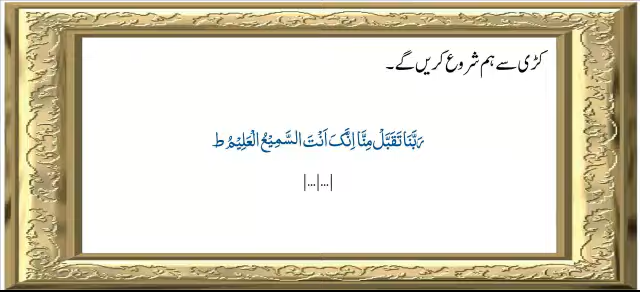 کڑی سے ہم شروع کریں گے۔
رَبَّنَا تَقَبَّلْ مِنَّا اِنَّکَ اَنْتَ السَّمِیْعُ الْعَلِیْمُ ط
|...|...|